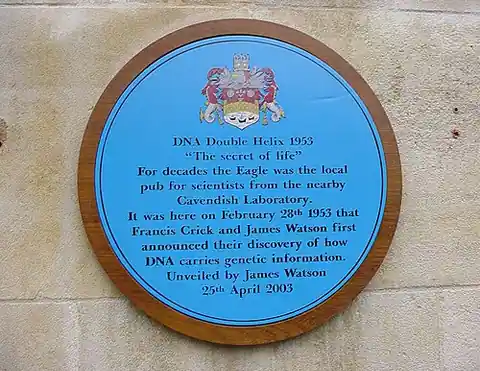 DNA Double Helix 1953
“The secret of life”
For decades the Eagle was the local
pub for scientists from the nearby
Cavendish Laboratory.
It was here on February 28th 1953 that
Francis Crick and James Watson first
announced their discovery of how
DNA carries genetic information.
Unveiled by James Watson
25th April 2003